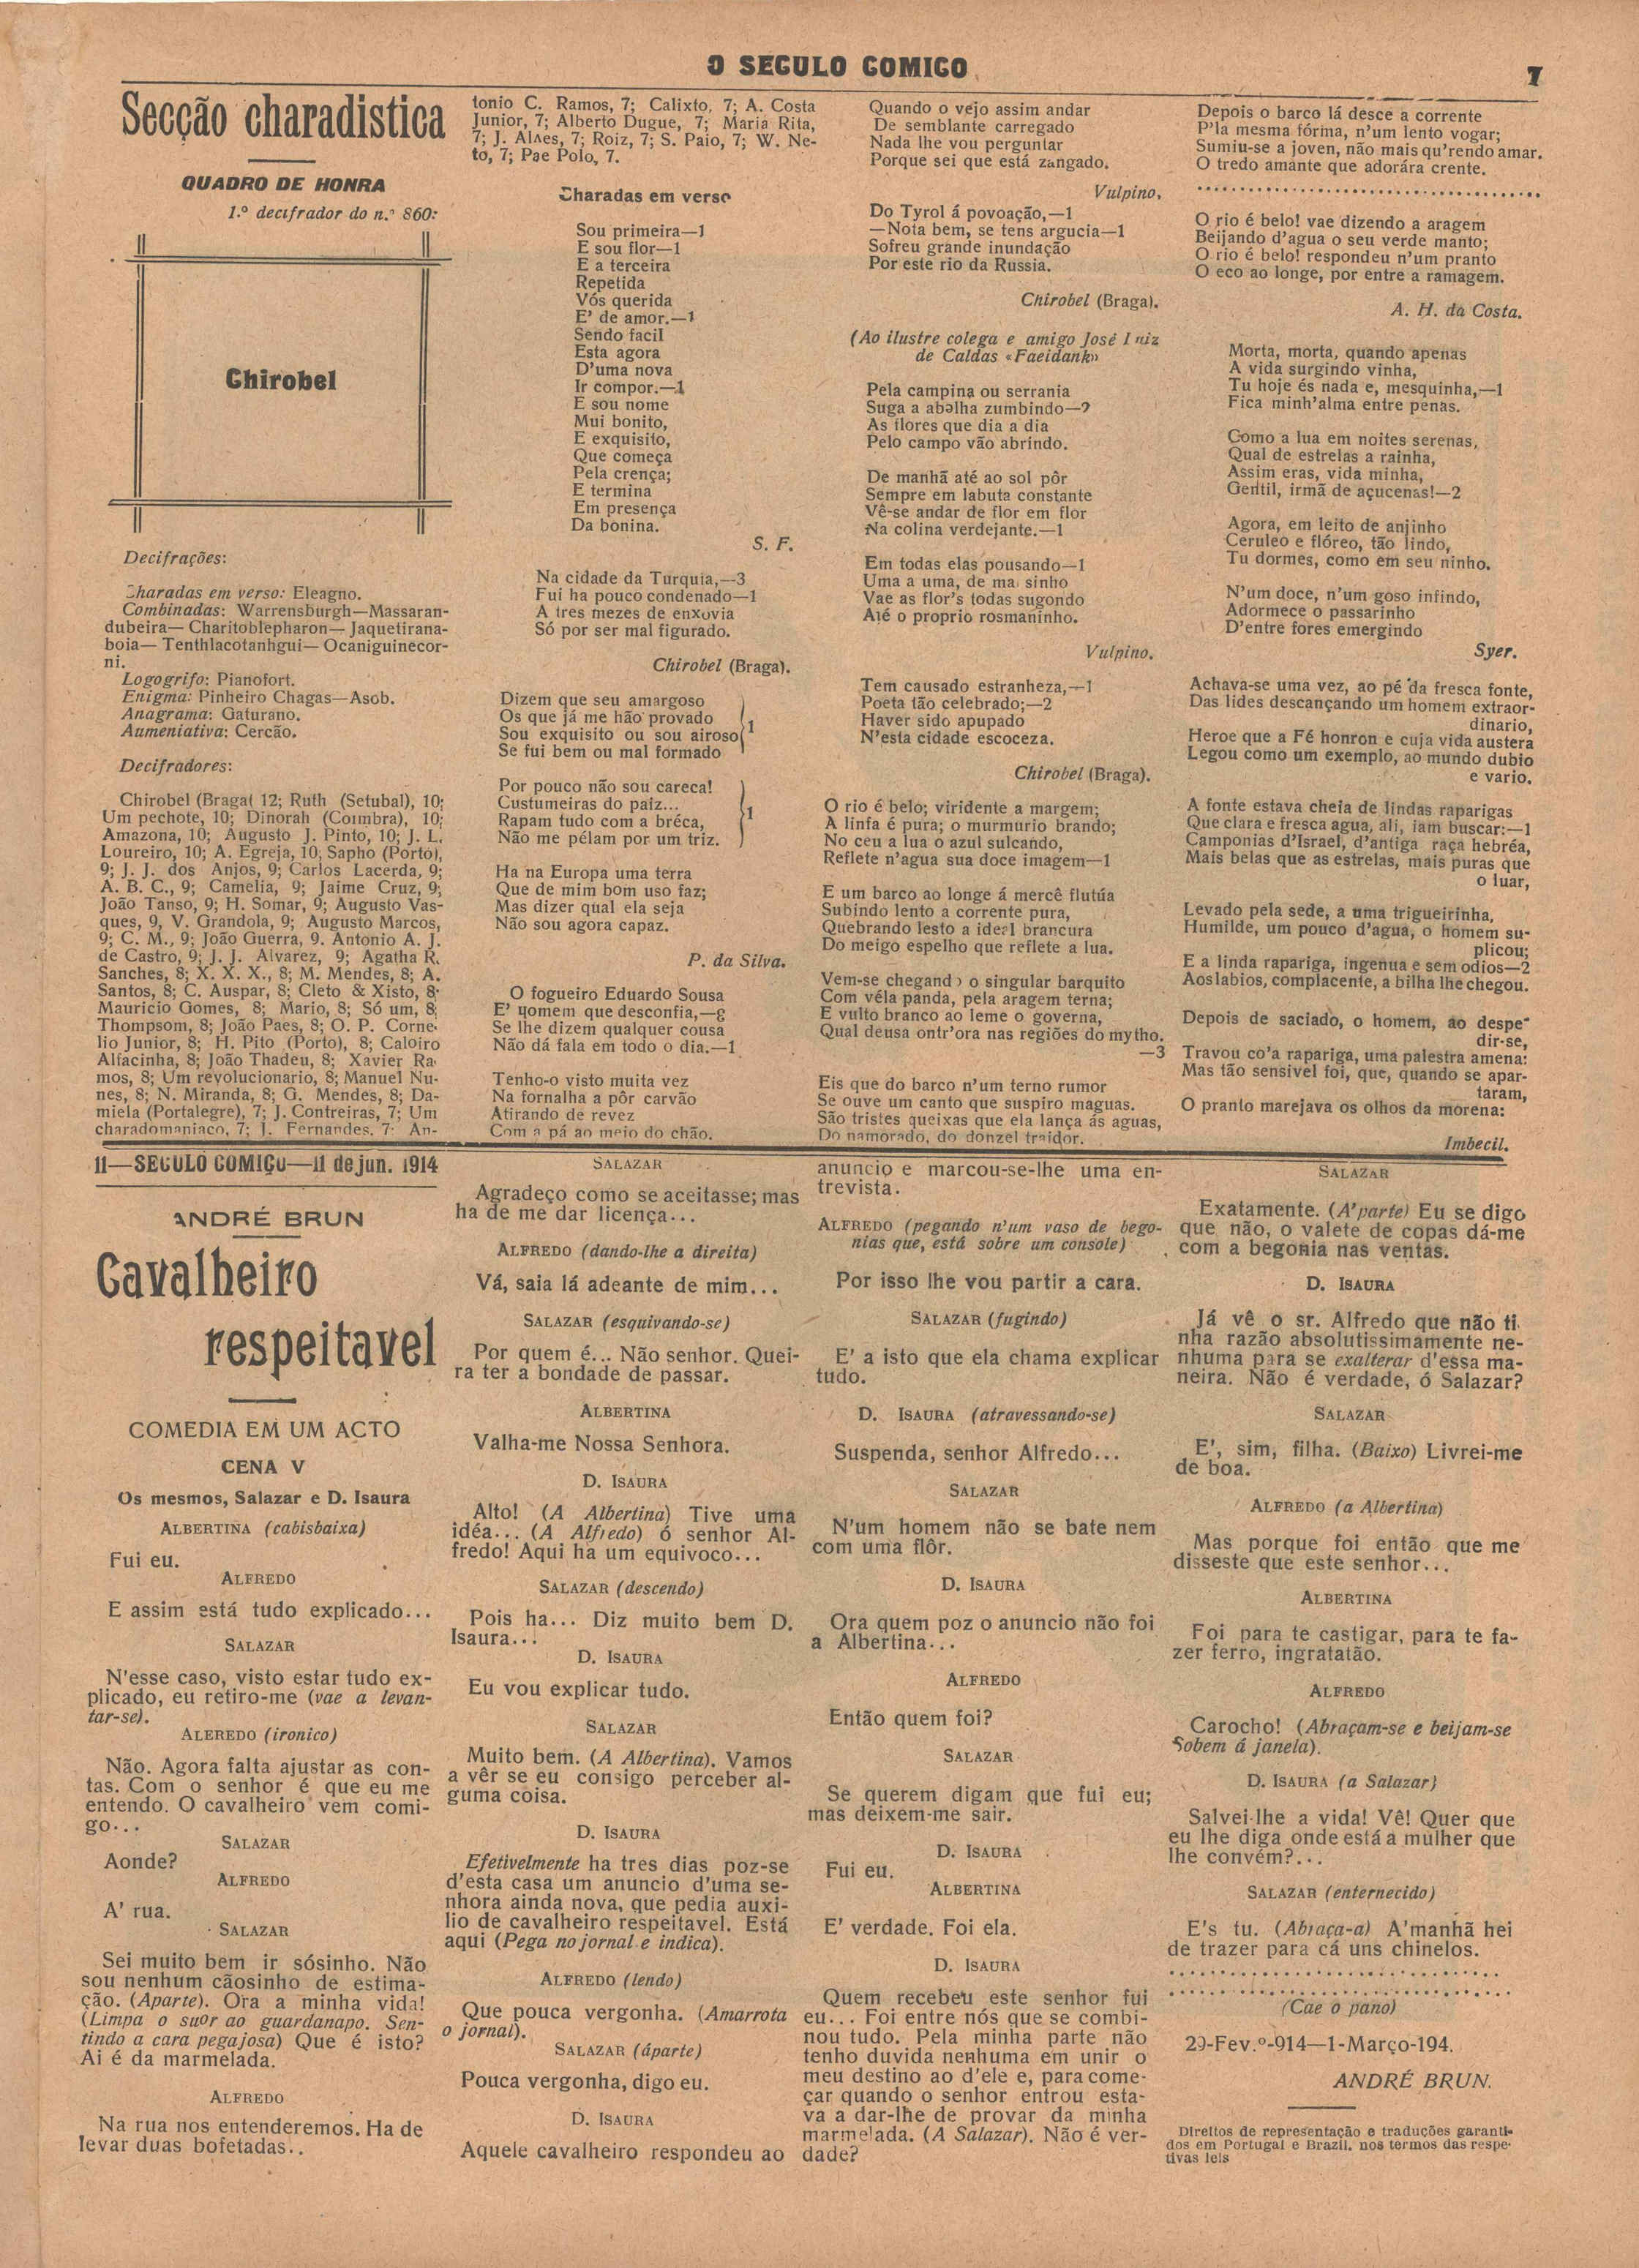 O SECULO COMICO
7
Secção charadistica
QUADRO DE HONRA
1.º decifrador do n.º 860:
Chirobel
Decifrações:
Charadas em verso: Eleagno.
Combinadas: Warrensburgh—Massaran-
dubeira— Charitoblepharon— Jaquetirana-
boia— Tenthlacotanhgui— Ocaniguinecor-
ni.
Logogrifo: Pianofort.
Enigma: Pinheiro Chagas—Asob.
Anagrama: Gaturano.
Aumentativa: Cercão.
Decifradores:
Chirobel (Braga( 12; Ruth (Setubal), 10;
Um pechote, 10; Dinorah (Coimbra), 10;
Amazona, 10; Augusto J. Pinto, 10; J. L.
Loureiro, 10; A. Egreja, 10; Sapho (Porto),
9; J. J. dos Anjos, 9; Carlos Lacerda, 9;
A. B. C., 9; Camelia, 9; Jaime Cruz, 9;
João Tanso, 9; H. Somar, 9; Augusto Vas-
ques, 9, V. Grandola, 9; Augusto Marcos,
9; C. M., 9; João Guerra, 9. Antonio A. J.
de Castro, 9; J. J. Alvarez, 9; Agatha R.
Sanches, 8; X. X. X., 8; M. Mendes, 8; A.
Santos, 8; C. Auspar, 8; Cleto & Xisto, 8;
Mauricio Gomes, 8; Mario, 8; Só um, 8;
Thompsom, 8; João Paes, 8; O. P. Corne-
lio Junior, 8; H. Pito (Porto), 8; Caloiro
Alfacinha, 8; João Thadeu, 8; Xavier Ra-
mos, 8; Um revolucionario, 8; Manuel Nu-
nes, 8; N. Miranda, 8; G. Mendes, 8; Da-
miela (Portalegre), 7; J. Contreiras, 7; Um
charadomaniaco, 7; J. Fernandes, 7; An-
tonio C. Ramos, 7; Calixto, 7; A. Costa
Junior, 7; Alberto Dugue, 7; Maria Rita,
7; J. Alves, 7; Roiz, 7; S. Paio, 7; W. Ne-
to, 7; Pae Polo, 7.
Charadas em verso
Sou primeira—1
E sou flor—1
E a terceira
Repetida
Vós querida
E' de amor.—1
Sendo facil
Esta agora
D'uma nova
Ir compor.—1
E sou nome
Mui bonito,
E exquisito,
Que começa
Pela crença;
E termina
Em presença
Da bonina.
S. F.
Na cidade da Turquia,—3
Fui ha pouco condenado—1
A tres mezes de enxovia
Só por ser mal figurado.
Chirobel (Braga).
Dizem que seu amargoso
Os que já me hão provado
Sou exquisito ou sou airoso
Se fui bem ou mal formado
1
Por pouco não sou careca!
Custumeiras do paiz...
Rapam tudo com a bréca,
Não me pélam por um triz.
1
Ha na Europa uma terra
Que de mim bom uso faz;
Mas dizer qual ela seja
Não sou agora capaz.
P. da Silva.
O fogueiro Eduardo Sousa
E' yomem que desconfia,—g
Se lhe dizem qualquer cousa
Não dá fala em todo o dia.—1
Tenho-o visto muita vez
Na fornalha a pôr carvão
Atirando de revez
Com a pá ao meio do chão.
Quando o vejo assim andar
De semblante carregado
Nada lhe vou perguntar
Porque sei que está zangado.
Vulpino.
Do Tyrol á povoação,—1
—Nota bem, se tens argucia—1
Sofreu grande inundação
Por este rio da Russia.
Chirobel (Braga).
(Ao ilustre colega e amigo José
de Caldas «Faeidank»
Pela campina ou serrania
Suga a abelha zumbindo—?
As flores que dia a dia
Pelo campo vão abrindo.
De manhã até ao sol pôr
Sempre em labuta constante
Vê-se andar de flor em flor
Na colina verdejante.—1
Em todas elas pousando—1
Uma a uma, de mansinho
Vae as flor's todas sugondo
Até o proprio rosmaninho.
Vulpino.
Tem causado estranheza,—1
Poeta tão celebrado;—2
Haver sido apupado
N'esta cidade escoceza.
Chirobel (Braga).
O rio é belo; viridente a margem;
A linfa é pura; o murmurio brando;
No ceu a lua o azul sulcando,
Reflete n'agua sua doce imagem—1
E um barco ao longe á mercê flutúa
Subindo lento a corrente pura,
Quebrando lesto a ideal brancura
Do meigo espelho que reflete a lua.
Vem-se chegando o singular barquito
Com véla panda, pela aragem terna;
E vulto branco ao leme o governa,
Qual deusa ontr'ora nas regiões do mytho.
—3
Eis que do barco n'um terno rumor
Se ouve um canto que suspiro maguas.
São tristes queixas que ela lança ás aguas,
Do namorado, do donzel traidor.
Depois o barco lá desce a corrente
P'la mesma fórma, n'um lento vogar;
Sumiu-se a joven, não mais qu'rendo amar.
O tredo amante que adorára crente.
O rio é belo! vae dizendo a aragem
Beijando d'agua o seu verde manto;
O rio é belo! respondeu n'um pranto
O eco ao longe, por entre a ramagem.
A. H. da Costa.
Morta, morta, quando apenas
A vida surgindo vinha,
Tu hoje és nada e, mesquinha,—1
Fica minh'alma entre penas.
Como a lua em noites serenas,
Qual de estrelas a rainha,
Assim eras, vida minha,
Gentil, irmã de açucenas!—2
Agora, em leito de anjinho
Ceruleo e flóreo, tão lindo,
Tu dormes, como em seu ninho.
N'um doce, n'um goso infindo,
Adormece o passarinho
D'entre fores emergindo
Syer.
Achava-se uma vez, ao pé da fresca fonte,
Das lides descançando um homem extraor-
dinario,
Heroe que a Fé honron e cuja vida austera
Legou como um exemplo, ao mundo dubio
e vario.
A fonte estava cheia de lindas raparigas
Que clara e fresca agua, ali, iam buscar:—1
Camponias d'Israel, d'antiga raça hebréa,
Mais belas que as estrelas, mais puras que
o luar,
Levado pela sede, a uma trigueirinha,
Humilde, um pouco d'agua, o homem su-
plicou;
E a linda rapariga, ingenua e sem odios—2
Aos labios, complacente, a bilha lhe chegou.
Depois de saciado, o homem, ao despe-
dir-se,
Travou co'a rapariga, uma palestra amena:
Mas tão sensivel foi, que, quando se apar-
taram,
O pranto marejava os olhos da morena:
Imbecil.
11—SECULO COMICO—11 de jun. 1914
ANDRÉ BRUN
Cavalheiro
respeitavel
COMEDIA EM UM ACTO
CENA V
Os mesmos, Salazar e D. Isaura
ALBERTINA (cabisbaixa)
Fui eu.
ALFREDO
E assim está tudo explicado...
SALAZAR
N'esse caso, visto estar tudo ex-
plicado, eu retiro-me (vae a levan-
tar-se).
ALEREDO (ironico)
Não. Agora falta ajustar as con-
tas. Com o senhor é que eu me
entendo. O cavalheiro vem comi-
go...
SALAZAR
Aonde?
ALFREDO
A' rua.
SALAZAR
Sei muito bem ir sósinho. Não
sou nenhum cãosinho de estima-
ção. (Aparte). Ora a minha vida!
(Limpa o suor ao guardanapo. Sen-
tindo a cara pegajosa) Que é isto?
Ai é da marmelada.
ALFREDO
Na rua nos entenderemos. Ha de
levar duas bofetadas..
SALAZAR
Agradeço como se aceitasse; mas
ha de me dar licença...
ALFREDO (dando-lhe a direita)
Vá, saia lá adeante de mim...
SALAZAR (esquivando-se)
Por quem é... Não senhor. Quei-
ra ter a bondade de passar.
ALBERTINA
Valha-me Nossa Senhora.
D. ISAURA
Alto! (A Albertina) Tive uma
idéa... (A Alfredo) ó senhor Al-
fredo! Aqui ha um equivoco...
SALAZAR (descendo)
Pois ha... Diz muito bem D.
Isaura...
D. ISAURA
Eu vou explicar tudo.
SALAZAR
Muito bem. (A Albertina). Vamos
a vêr se eu consigo perceber al-
guma coisa.
D. ISAURA
Efetivelmente ha tres dias poz-se
d'esta casa um anuncio d'uma se-
nhora ainda nova, que pedia auxi-
lio de cavalheiro respeitavel. Está
aqui (Pega no jornal e indica).
ALFREDO (lendo)
Que pouca vergonha. (Amarrota
o jornal).
SALAZAR (áparte)
Pouca vergonha, digo eu.
D. ISAURA
Aquele cavalheiro respondeu ao
anuncio e marcou-se-lhe uma en-
trevista.
ALFREDO (pegando n'um vaso de bego-
nias que, está sobre um console)
Por isso lhe vou partir a cara.
SALAZAR (fugindo)
E' a isto que ela chama explicar
tudo.
D. ISAURA (atravessando-se)
Suspenda, senhor Alfredo...
SALAZAR
N'um homem não se bate nem
com uma flôr.
D. ISAURA
Ora quem poz o anuncio não foi
a Albertina...
ALFREDO
Então quem foi?
SALAZAR
Se querem digam que fui eu;
mas deixem-me sair.
D. ISAURA
Fui eu.
ALBERTINA
E' verdade. Foi ela.
D. ISAURA
Quem recebeu este senhor fui
eu... Foi entre nós que se combi-
nou tudo. Pela minha parte não
tenho duvida nenhuma em unir o
meu destino ao d'ele e, para come-
çar quando o senhor entrou esta-
va a dar-lhe de provar da minha
marmelada. (A Salazar). Não é ver-
dade?
SALAZAR
Exatamente. (A'parte) Eu se digo
que não, o valete de copas dá-me
com a begonia nas ventas.
D. ISAURA
Já vê o sr. Alfredo que não ti-
nha razão absolutissimamente ne-
nhuma para se exalterar d'essa ma-
neira. Não é verdade, ó Salazar?
SALAZAR
E', sim, filha. (Baixo) Livrei-me
de boa.
ALFREDO (a Albertina)
Mas porque foi então que me
disseste que este senhor...
ALBERTINA
Foi para te castigar, para te fa-
zer ferro, ingratatão.
ALFREDO
Carocho! (Abraçam-se e beijam-se
Sobem á janela).
D. ISAURA (a Salazar)
Salvei-lhe a vida! Vê! Quer que
eu lhe diga onde está a mulher que
lhe convém?...
SALAZAR (enternecido)
E's tu. (Abraça-a) A'manhã hei
de trazer para cá uns chinelos.
(Cae o pano)
29-Fev.º-914—1-Março-194.
ANDRÉ BRUN.
Direitos de representação e traduções garanti-
dos em Portugal e Brazil, nos termos das respe-
tivas leis